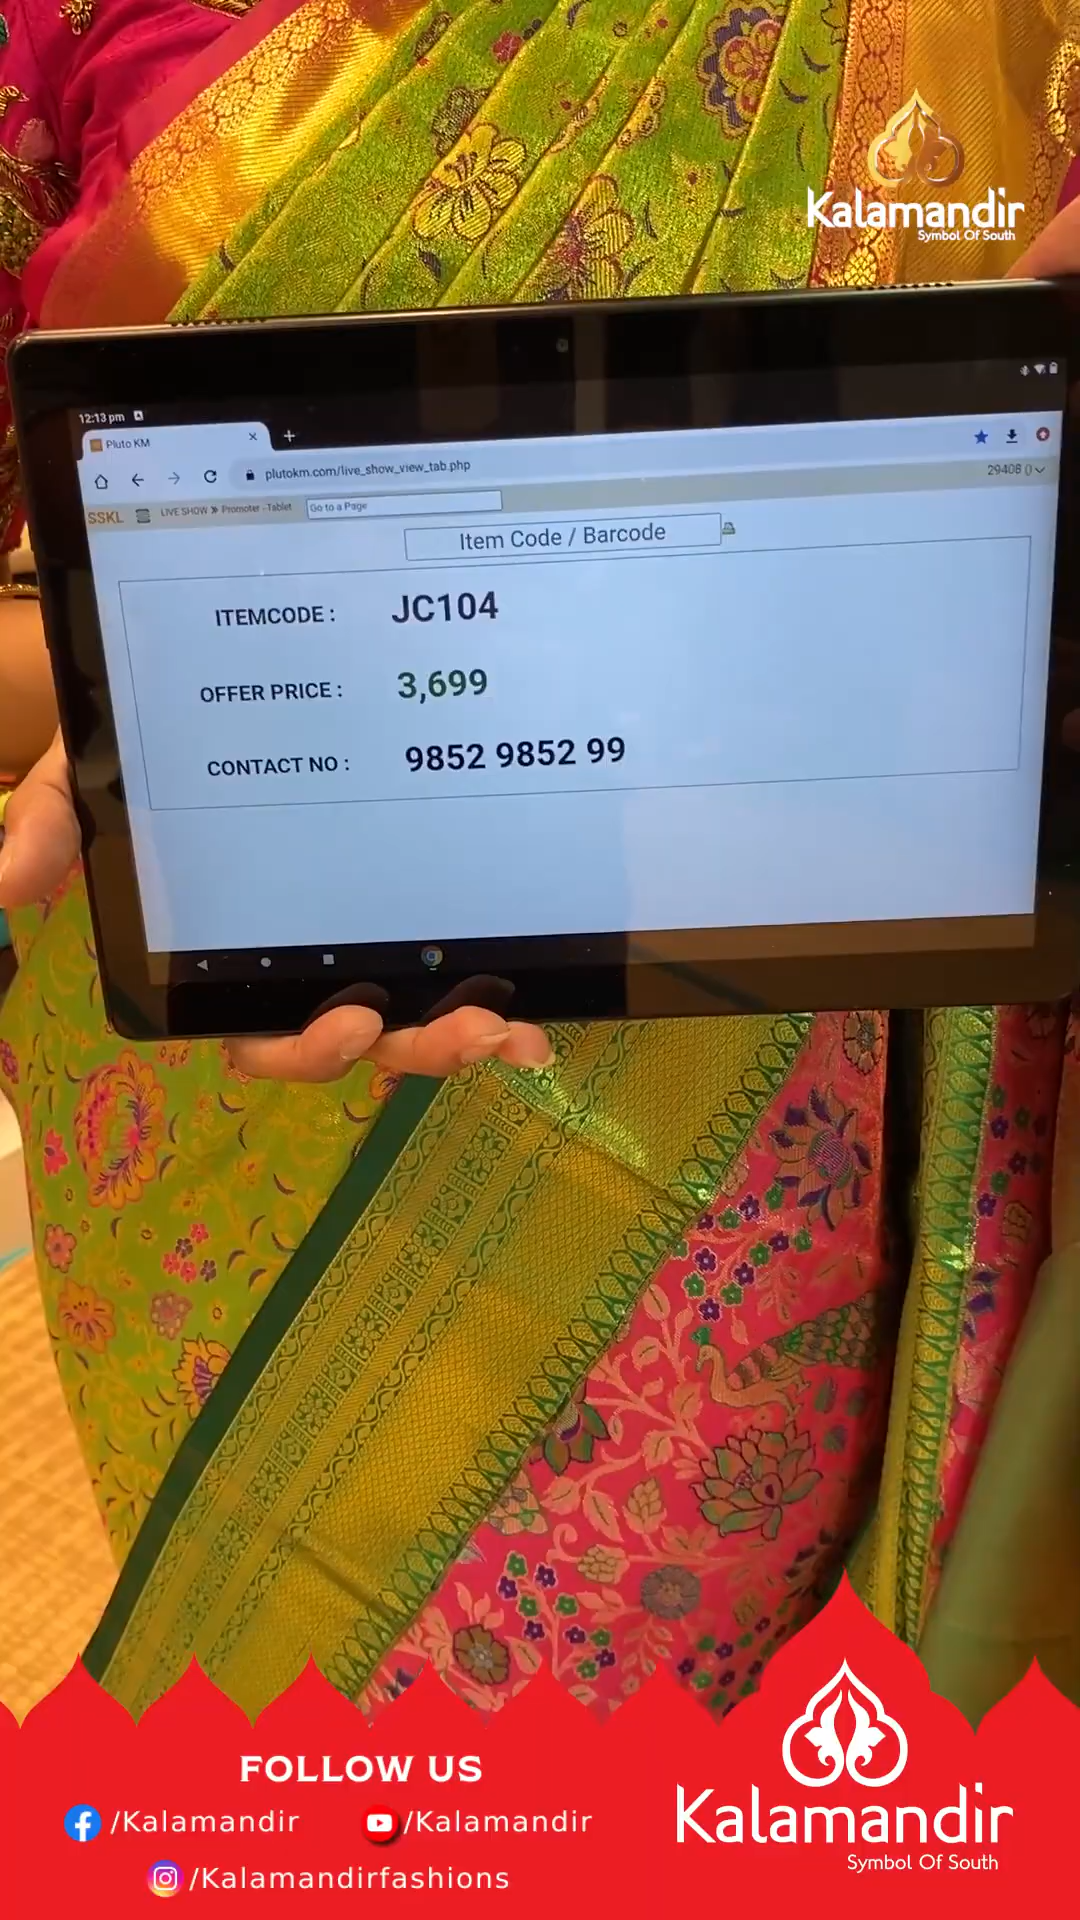 Kalamandir
Symbol Of South
12:13 pm
Pluto KM
plutokm.com/live_show_view_tab.php
29408 ()
SSKL
LIVE SHOW » Promoter - Tablet
Go to a Page
Item Code / Barcode
ITEMCODE : JC104
OFFER PRICE : 3,699
CONTACT NO : 9852 9852 99
FOLLOW US
/Kalamandir
/Kalamandir
/Kalamandirfashions
Kalamandir
Symbol Of South